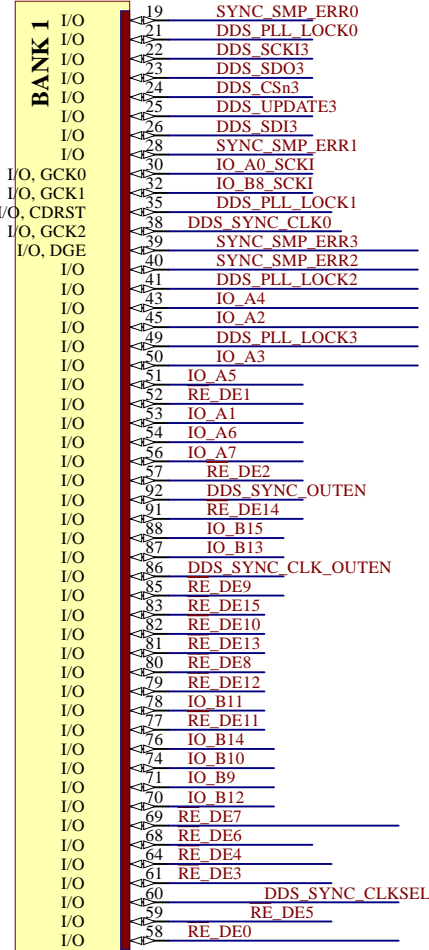 BANK 1
I/O 19 SYNC_SMP_ERR0
I/O 21 DDS_PLL_LOCK0
I/O 22 DDS_SCKI3
I/O 23 DDS_SDO3
I/O 24 DDS_CSn3
I/O 25 DDS_UPDATE3
I/O 26 DDS_SDI3
I/O 28 SYNC_SMP_ERR1
I/O, GCK0 30 IO_A0_SCKI
I/O, GCK1 32 IO_B8_SCKI
I/O, CDRST 35 DDS_PLL_LOCK1
I/O, GCK2 38 DDS_SYNC_CLK0
I/O, DGE 39 SYNC_SMP_ERR3
I/O 40 SYNC_SMP_ERR2
I/O 41 DDS_PLL_LOCK2
I/O 43 IO_A4
I/O 45 IO_A2
I/O 49 DDS_PLL_LOCK3
I/O 50 IO_A3
I/O 51 IO_A5
I/O 52 RE_DE1
I/O 53 IO_A1
I/O 54 IO_A6
I/O 56 IO_A7
I/O 57 RE_DE2
I/O 92 DDS_SYNC_OUTEN
I/O 91 RE_DE14
I/O 88 IO_B15
I/O 87 IO_B13
I/O 86 DDS_SYNC_CLK_OUTEN
I/O 85 RE_DE9
I/O 83 RE_DE15
I/O 82 RE_DE10
I/O 81 RE_DE13
I/O 80 RE_DE8
I/O 79 RE_DE12
I/O 78 IO_B11
I/O 77 RE_DE11
I/O 76 IO_B14
I/O 74 IO_B10
I/O 71 IO_B9
I/O 70 IO_B12
I/O 69 RE_DE7
I/O 68 RE_DE6
I/O 64 RE_DE4
I/O 61 RE_DE3
I/O 60 DDS_SYNC_CLKSEL
I/O 59 RE_DE5
I/O 58 RE_DE0